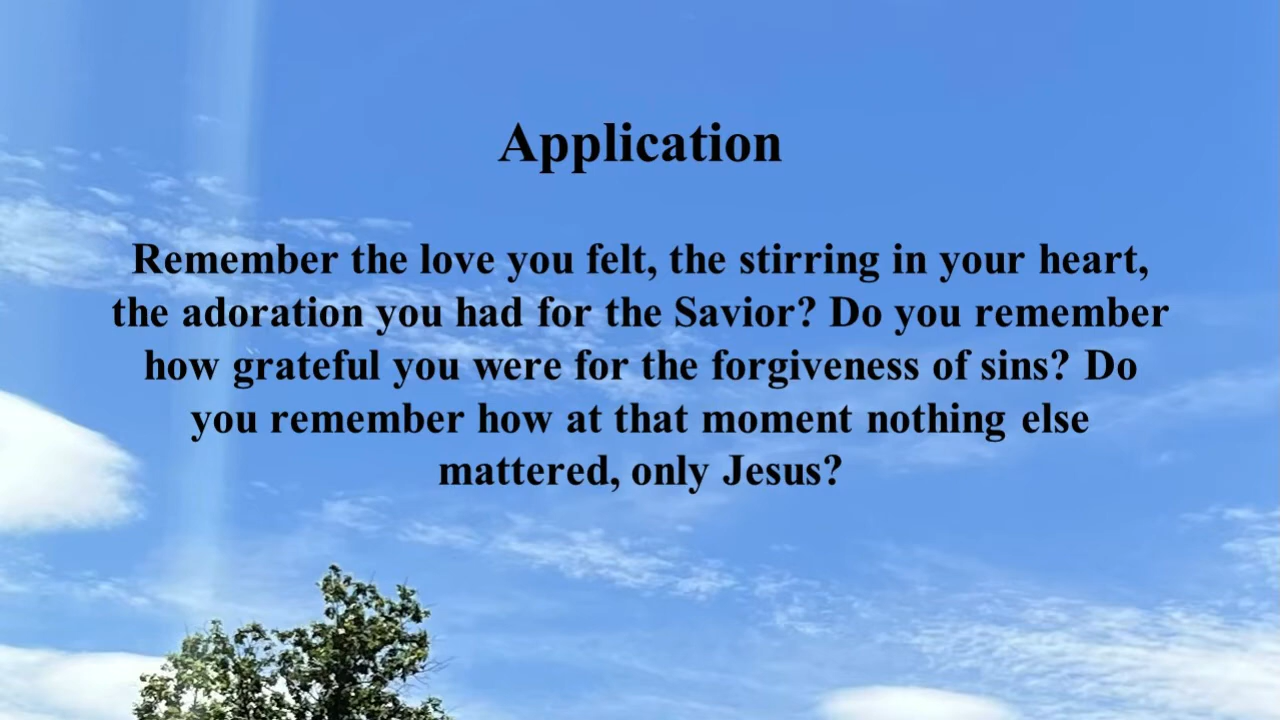 Application
Remember the love you felt, the stirring in your heart,
the adoration you had for the Savior? Do you remember
how grateful you were for the forgiveness of sins? Do
you remember how at that moment nothing else
mattered, only Jesus?